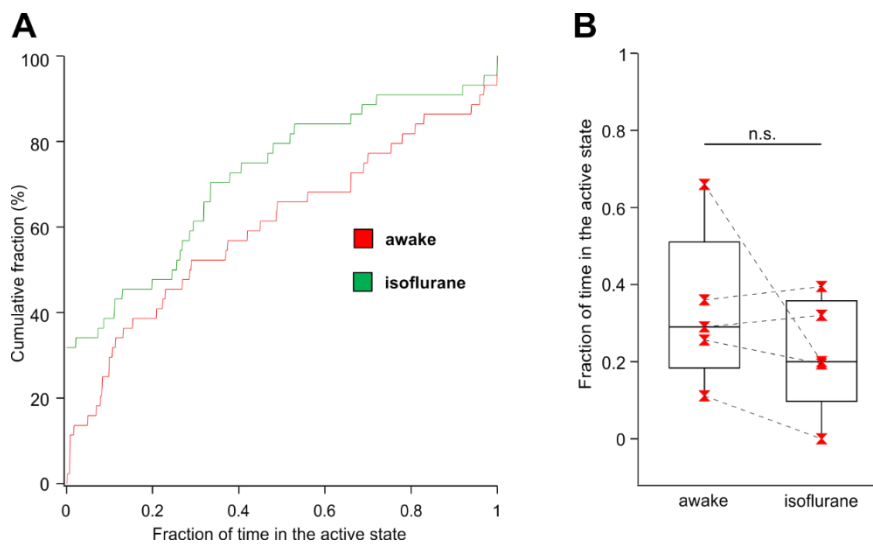 A
Cumulative fraction (%)
100
80
60
40
20
0
0 0.2 0.4 0.6 0.8 1
Fraction of time in the active state
awake
isoflurane
B
Fraction of time in the active state
1
0.8
0.6
0.4
0.2
0
n.s.
awake isoflurane